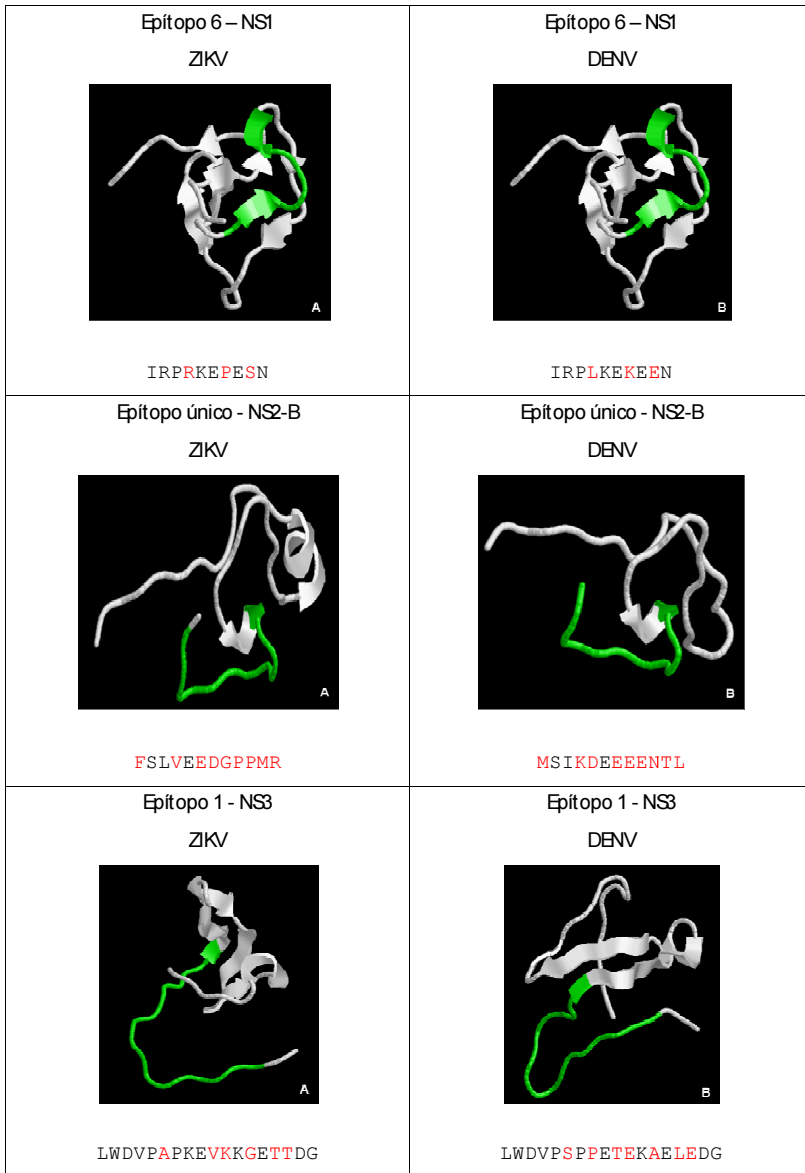 Epítopo 6 – NS1
ZIKV
A
IRPRKEPESN
Epítopo 6 – NS1
DENV
B
IRPLKEKEEN
Epítopo único - NS2-B
ZIKV
A
FSLVEEDGPPMR
Epítopo único - NS2-B
DENV
B
MSIKDEEEENTL
Epítopo 1 - NS3
ZIKV
A
LWDVPAPKEVKKGETTDG
Epítopo 1 - NS3
DENV
B
LWDVPSPPETEKAELEDG